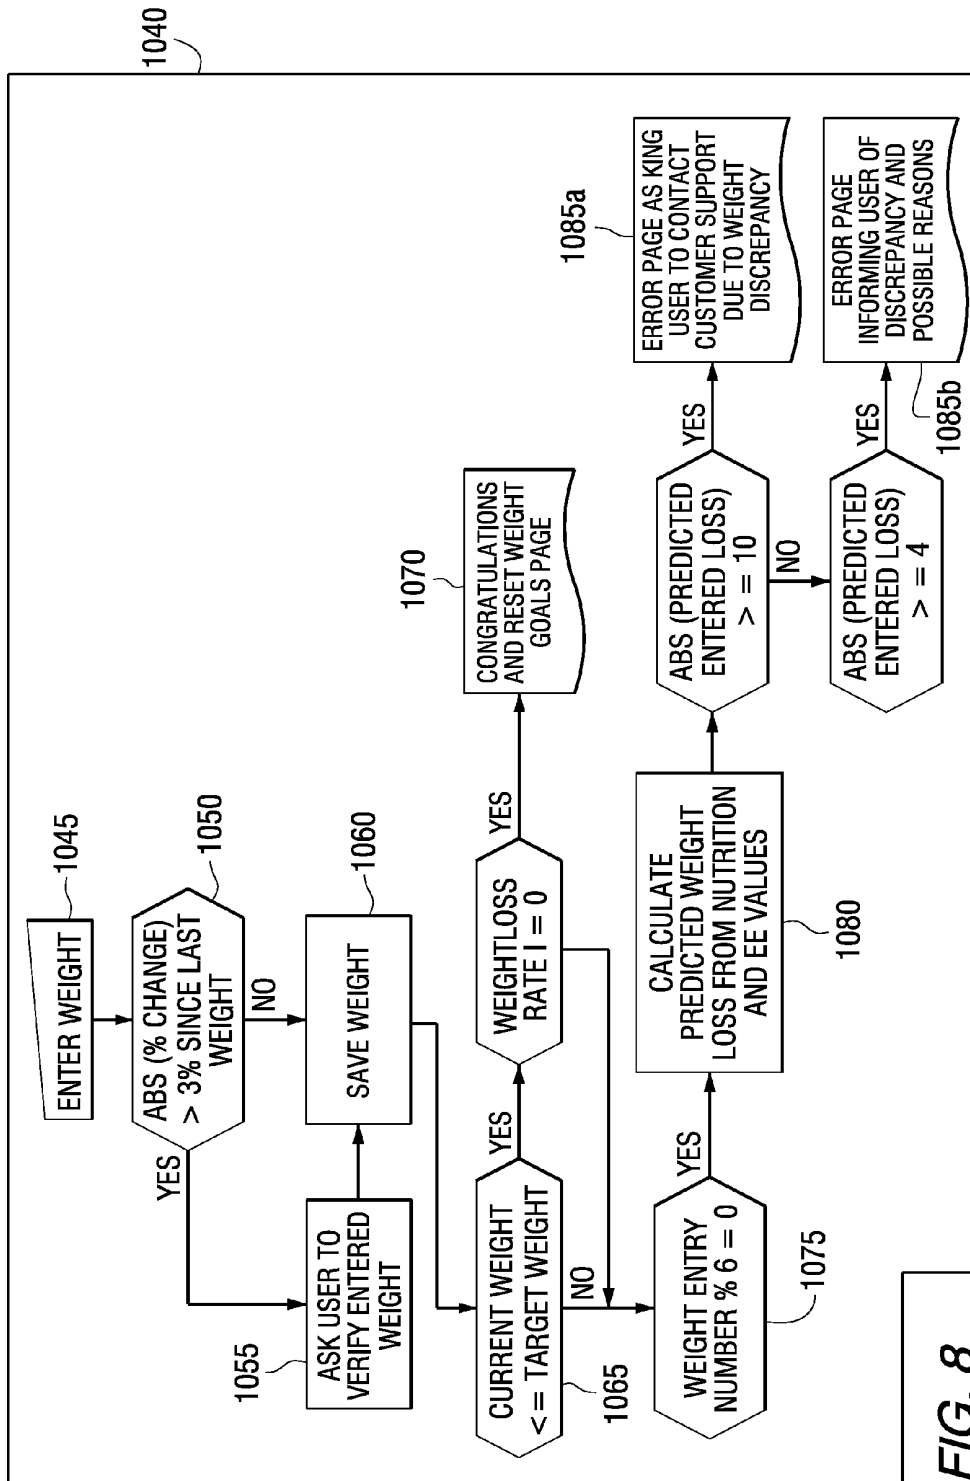 1040
ENTER WEIGHT
1045
ABS (% CHANGE)
> 3% SINCE LAST
WEIGHT
1050
YES
NO
ASK USER TO
VERIFY ENTERED
WEIGHT
1055
SAVE WEIGHT
1060
CURRENT WEIGHT
<= TARGET WEIGHT
1065
YES
NO
WEIGHTLOSS
RATE I = 0
YES
CONGRATULATIONS
AND RESET WEIGHT
GOALS PAGE
1070
WEIGHT ENTRY
NUMBER % 6 = 0
1075
YES
CALCULATE
PREDICTED WEIGHT
LOSS FROM NUTRITION
AND EE VALUES
1080
ABS (PREDICTED
ENTERED LOSS)
> = 10
YES
NO
ERROR PAGE AS KING
USER TO CONTACT
CUSTOMER SUPPORT
DUE TO WEIGHT
DISCREPANCY
1085a
ABS (PREDICTED
ENTERED LOSS)
> = 4
YES
ERROR PAGE
INFORMING USER OF
DISCREPANCY AND
POSSIBLE REASONS
1085b
FIG. 8